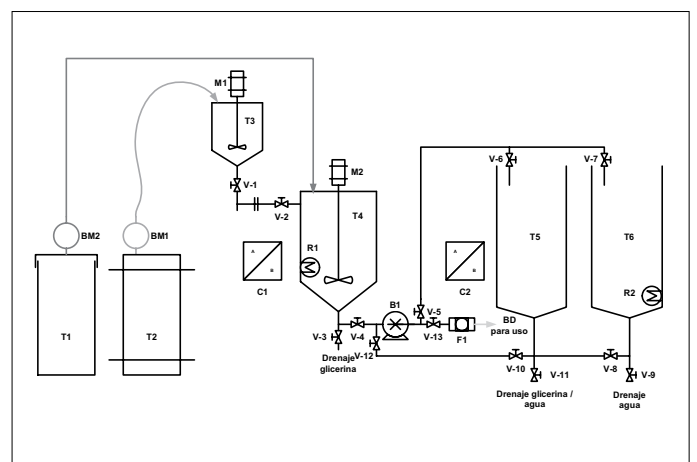 M1
T3
V-1
V-2
M2
T4
R1
BM2
BM1
T1
T2
A
B
C1
V-3
Drenaje
glicerina
V-4
V-12
B1
V-5
V-13
F1
A
B
C2
BD
para uso
V-6
V-7
T5
T6
R2
V-10
V-11
V-8
V-9
Drenaje glicerina /
agua
Drenaje
agua